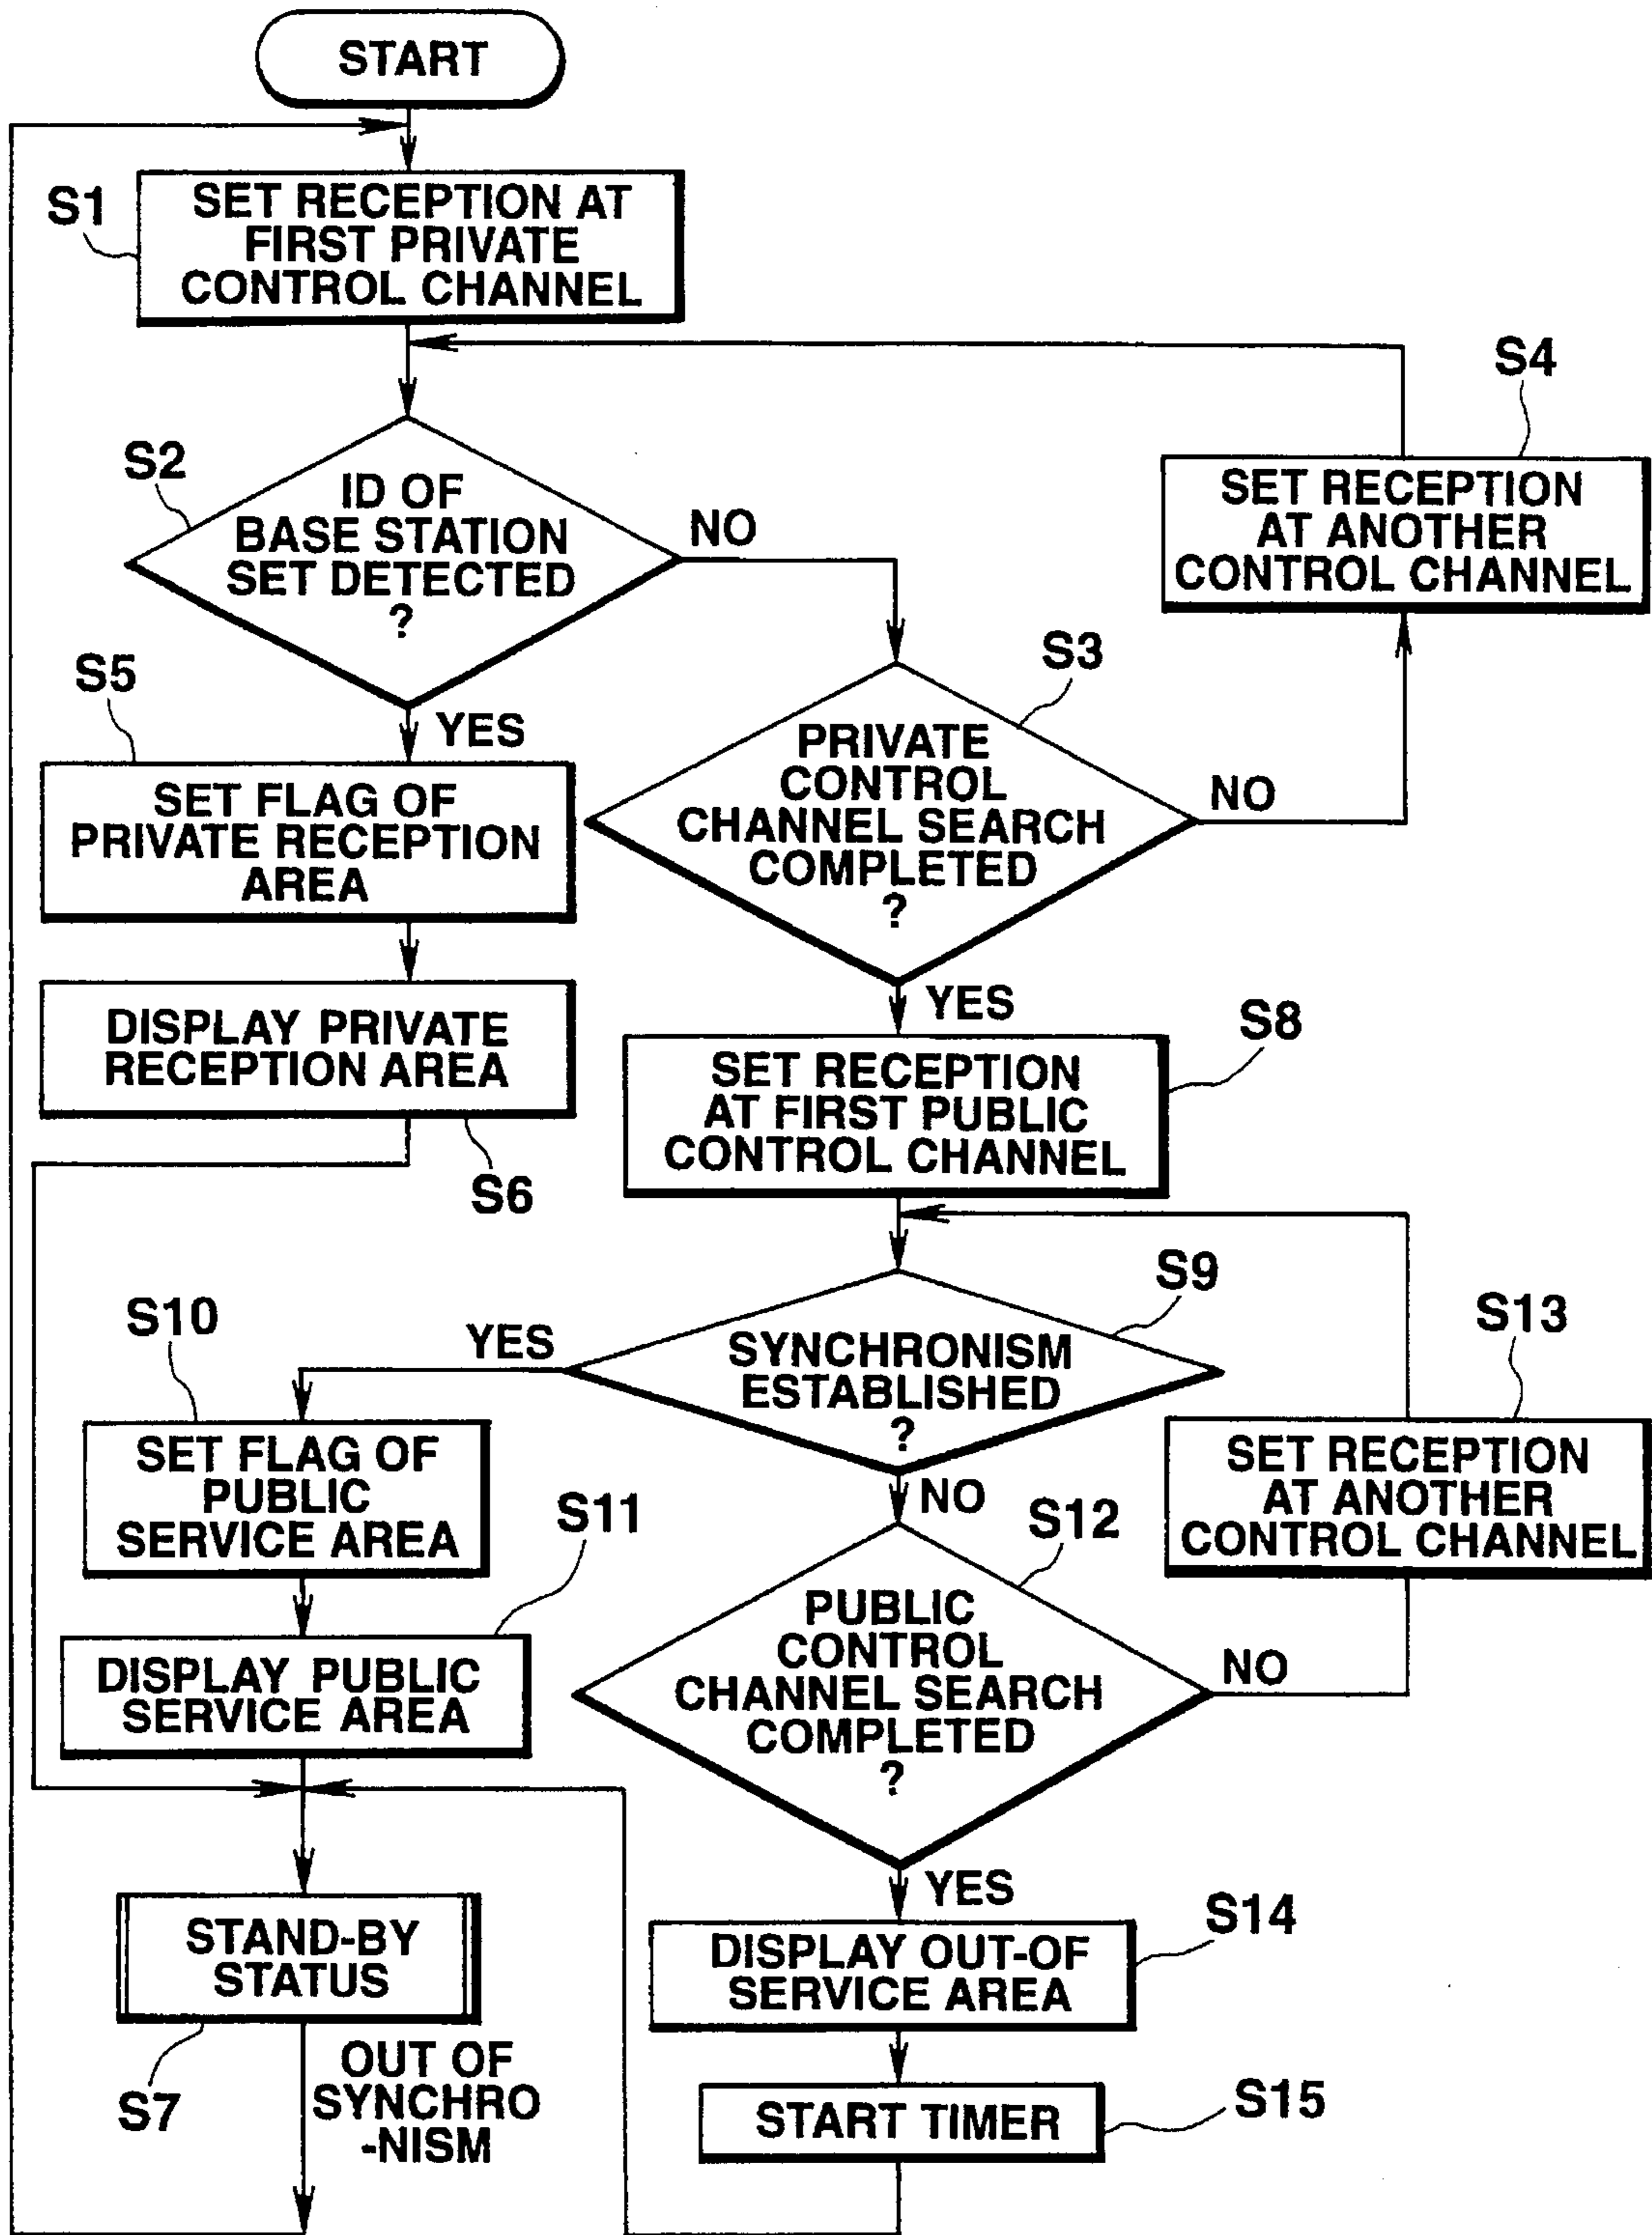 START
S1
SET RECEPTION AT
FIRST PRIVATE
CONTROL CHANNEL
S4
SET RECEPTION
AT ANOTHER
CONTROL CHANNEL
S2
ID OF
BASE STATION
SET DETECTED
?
NO
S3
PRIVATE
CONTROL
CHANNEL SEARCH
COMPLETED
?
NO
S5
YES
SET FLAG OF
PRIVATE RECEPTION
AREA
DISPLAY PRIVATE
RECEPTION AREA
S6
YES
S8
SET RECEPTION
AT FIRST PUBLIC
CONTROL CHANNEL
S9
SYNCHRONISM
ESTABLISHED
?
YES
S10
SET FLAG OF
PUBLIC
SERVICE AREA
S11
DISPLAY PUBLIC
SERVICE AREA
NO
S12
S13
SET RECEPTION
AT ANOTHER
CONTROL CHANNEL
PUBLIC
CONTROL
CHANNEL SEARCH
COMPLETED
?
NO
YES
STAND-BY
STATUS
S7
OUT OF
SYNCHRO
-NISM
S14
DISPLAY OUT-OF
SERVICE AREA
START TIMER
S15